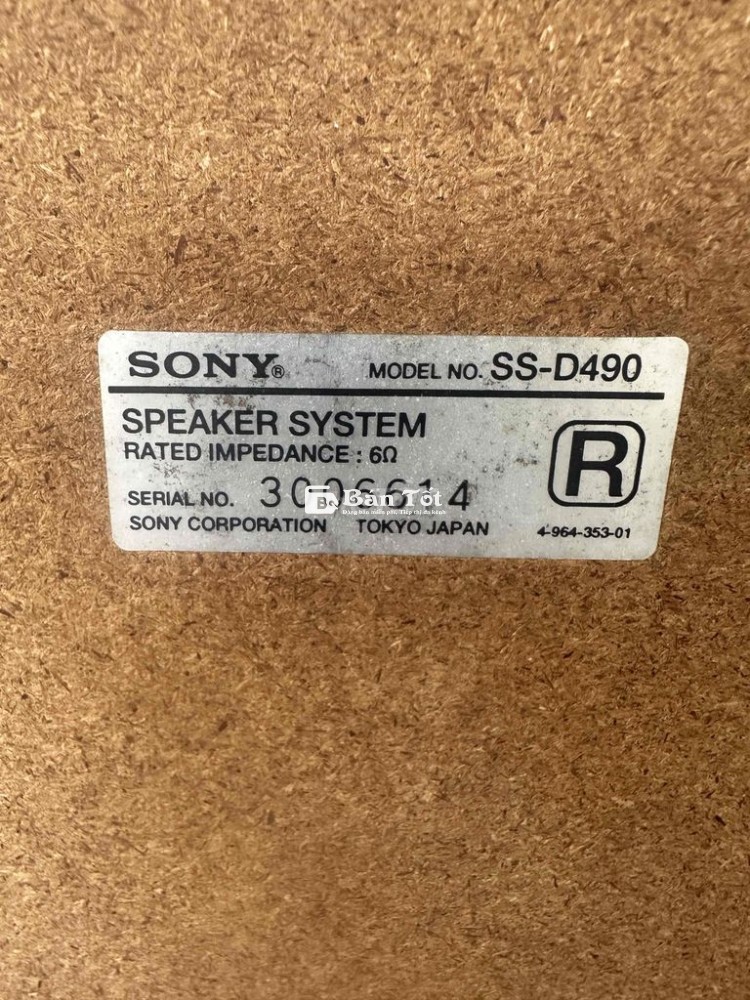 SONY® MODEL NO. SS-D490
SPEAKER SYSTEM
RATED IMPEDANCE : 6Ω
R
SERIAL NO.
Bán Tốt
SONY CORPORATION TOKYO JAPAN 4-964-353-01